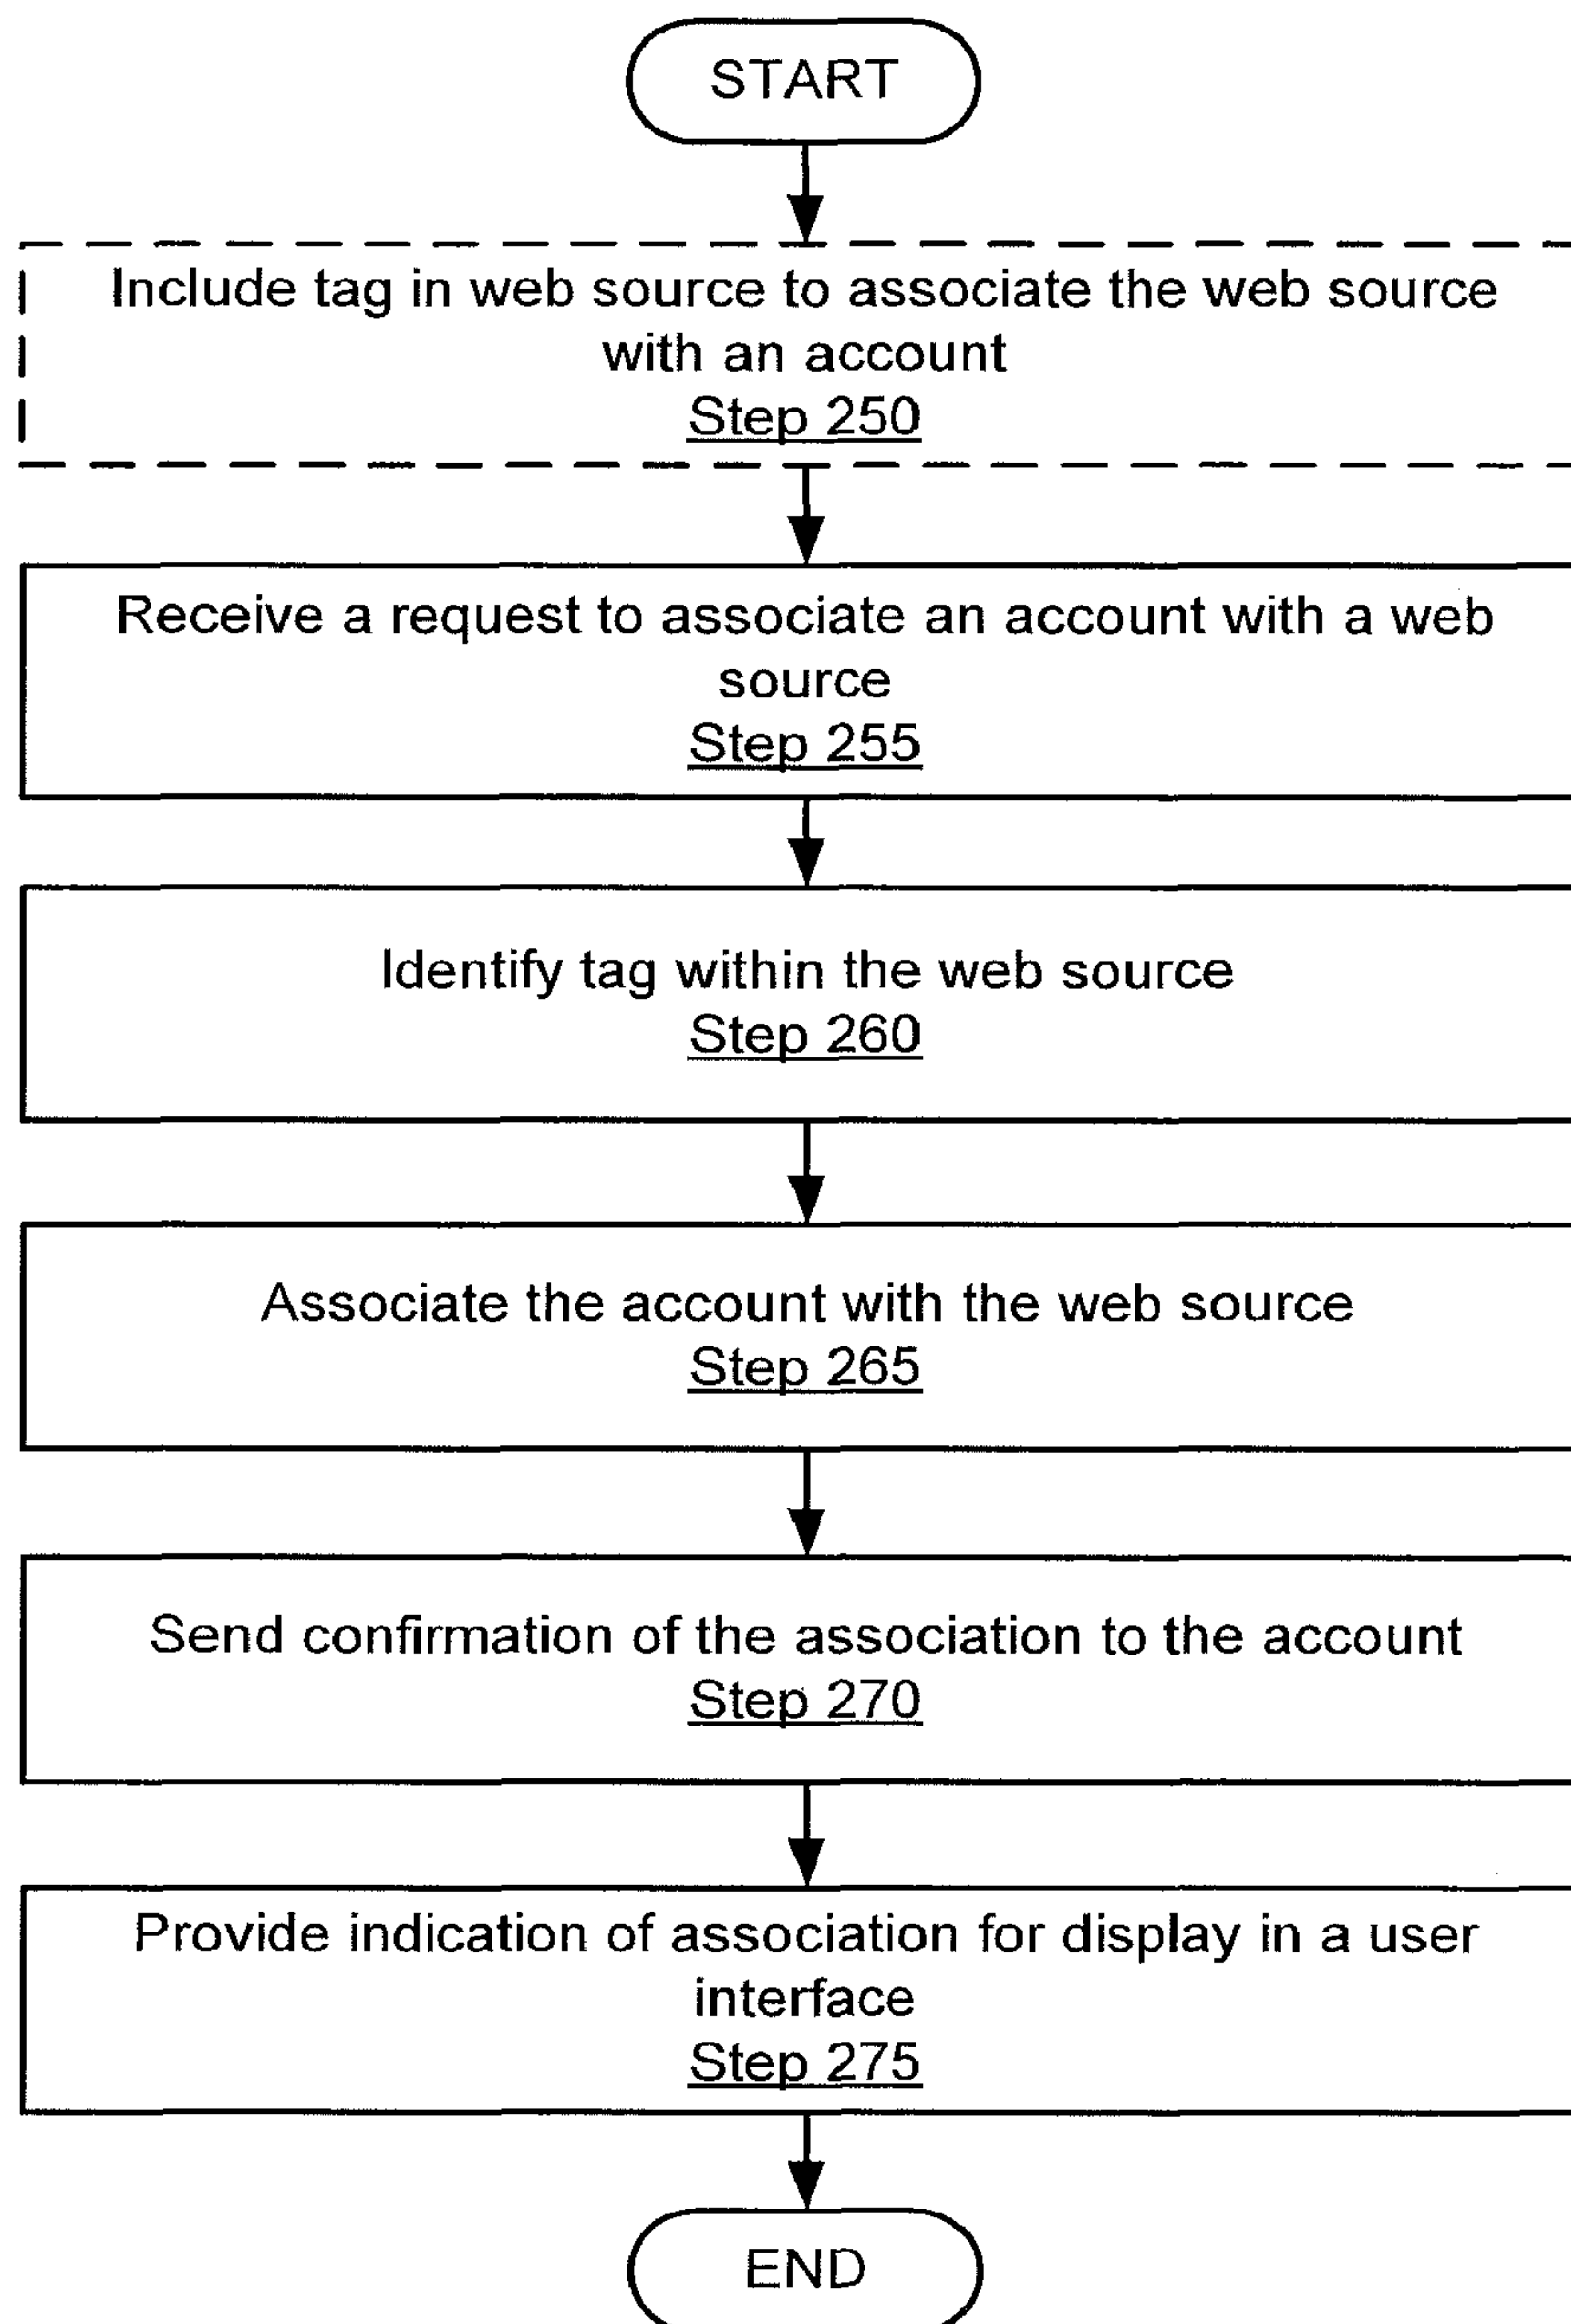 START
Include tag in web source to associate the web source
with an account
Step 250
Receive a request to associate an account with a web
source
Step 255
Identify tag within the web source
Step 260
Associate the account with the web source
Step 265
Send confirmation of the association to the account
Step 270
Provide indication of association for display in a user
interface
Step 275
END